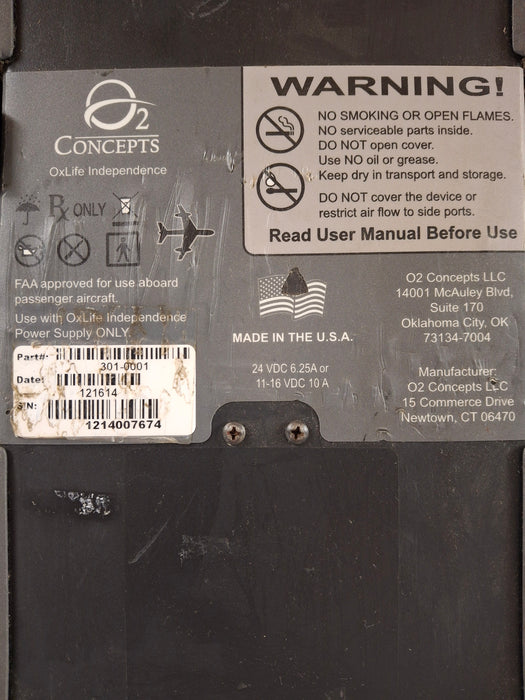 O2
CONCEPTS
OxLife Independence
Rx ONLY
FAA approved for use aboard
passenger aircraft.
Use with OxLife Independence
Power Supply ONLY.
Part#:
301-0001
Date:
121614
S/N:
1214007674
WARNING!
NO SMOKING OR OPEN FLAMES.
NO serviceable parts inside.
DO NOT open cover.
Use NO oil or grease.
Keep dry in transport and storage.
DO NOT cover the device or
restrict air flow to side ports.
Read User Manual Before Use
MADE IN THE U.S.A.
24 VDC 6.25A or
11-16 VDC 10 A
O2 Concepts LLC
14001 McAuley Blvd,
Suite 170
Oklahoma City, OK
73134-7004
Manufacturer:
O2 Concepts LLC
15 Commerce Drive
Newtown, CT 06470